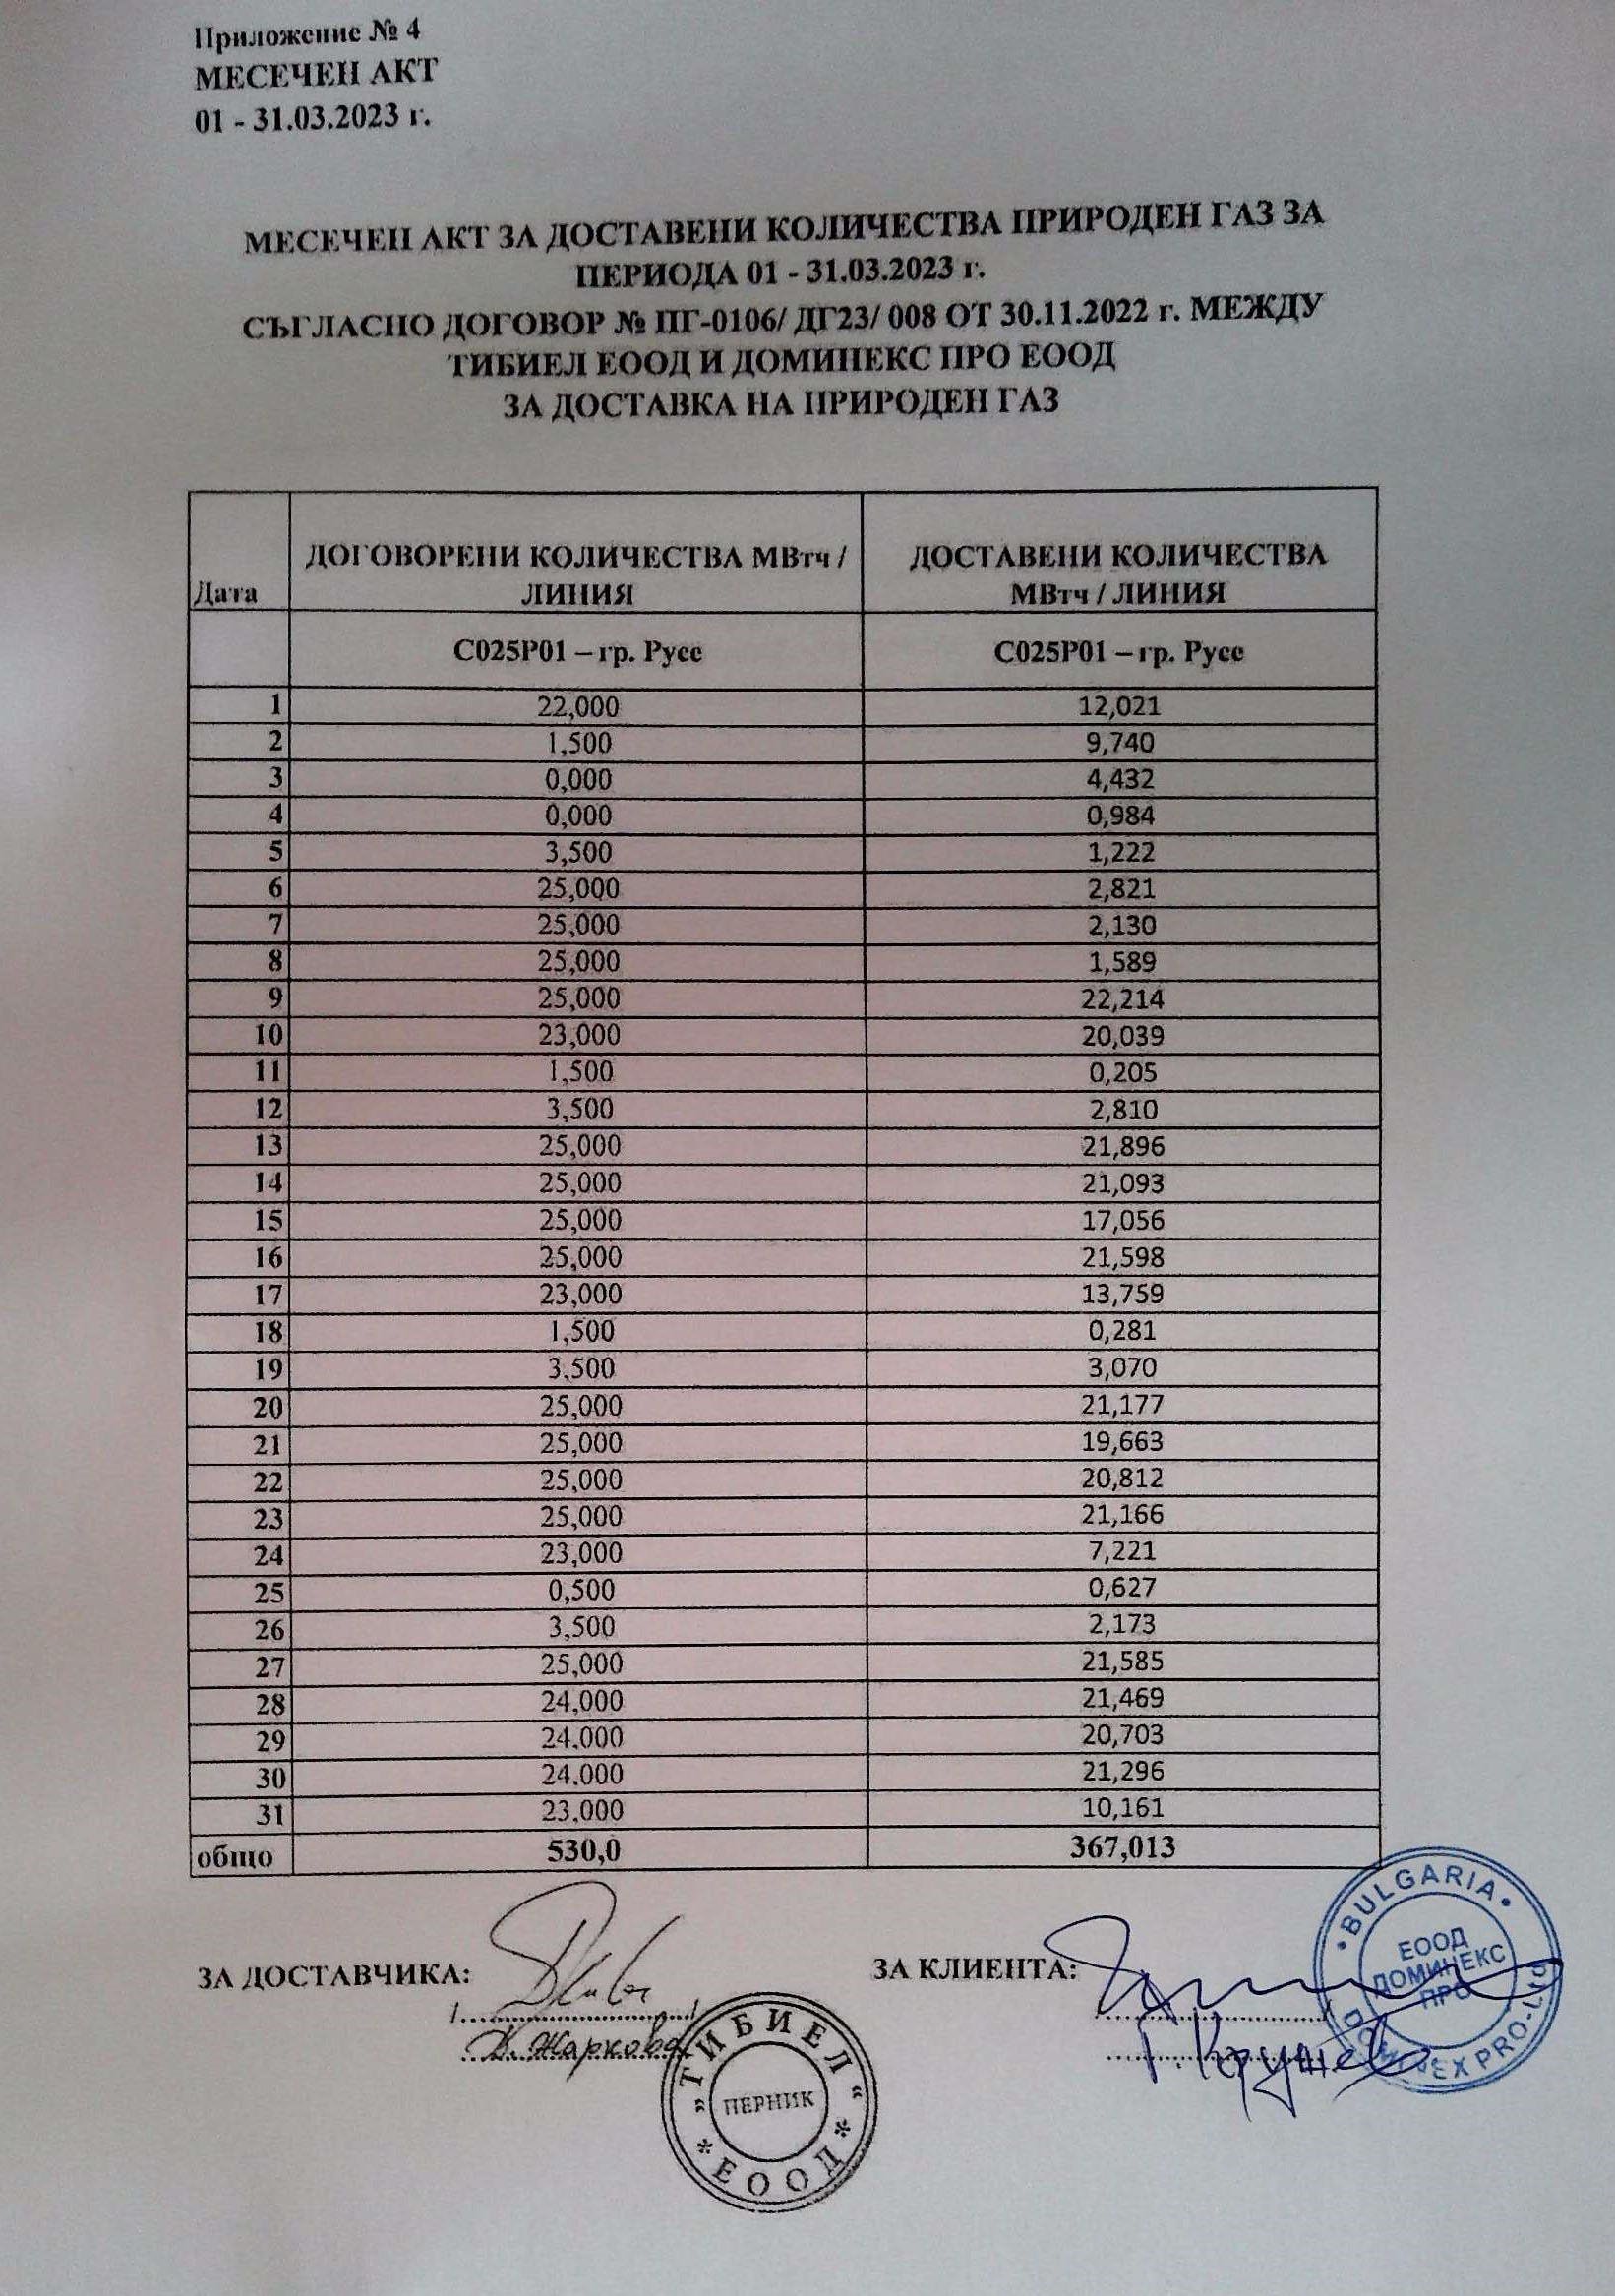 Приложение № 4
МЕСЕЧЕН АКТ
01 - 31.03.2023 г.
МЕСЕЧЕН АКТ ЗА ДОСТАВЕНИ КОЛИЧЕСТВА ПРИРОДЕН ГАЗ ЗА
ПЕРИОДА 01 - 31.03.2023 г.
СЪГЛАСНО ДОГОВОР № ПГ-0106/ ДГ23/ 008 ОТ 30.11.2022 г. МЕЖДУ
ТИБИЕЛ ЕООД И ДОМИНЕКС ПРО ЕООД
ЗА ДОСТАВКА НА ПРИРОДЕН ГАЗ
Дата ДОГОВОРЕНИ КОЛИЧЕСТВА МВтч / ЛИНИЯ ДОСТАВЕНИ КОЛИЧЕСТВА МВтч / ЛИНИЯ
C025P01 – гр. Русе C025P01 – гр. Русе
1 22,000 12,021
2 1,500 9,740
3 0,000 4,432
4 0,000 0,984
5 3,500 1,222
6 25,000 2,821
7 25,000 2,130
8 25,000 1,589
9 25,000 22,214
10 23,000 20,039
11 1,500 0,205
12 3,500 2,810
13 25,000 21,896
14 25,000 21,093
15 25,000 17,056
16 25,000 21,598
17 23,000 13,759
18 1,500 0,281
19 3,500 3,070
20 25,000 21,177
21 25,000 19,663
22 25,000 20,812
23 25,000 21,166
24 23,000 7,221
25 0,500 0,627
26 3,500 2,173
27 25,000 21,585
28 24,000 21,469
29 24,000 20,703
30 24,000 21,296
31 23,000 10,161
общо 530,0 367,013
ЗА ДОСТАВЧИКА: ЗА КЛИЕНТА:
Жаркова
"ТИБИЕЛ"
ПЕРНИК
* ЕООД *
• BULGARIA •
ЕООД
ДОМИНЕКС
ПРО
DOMINEX PRO-LTD